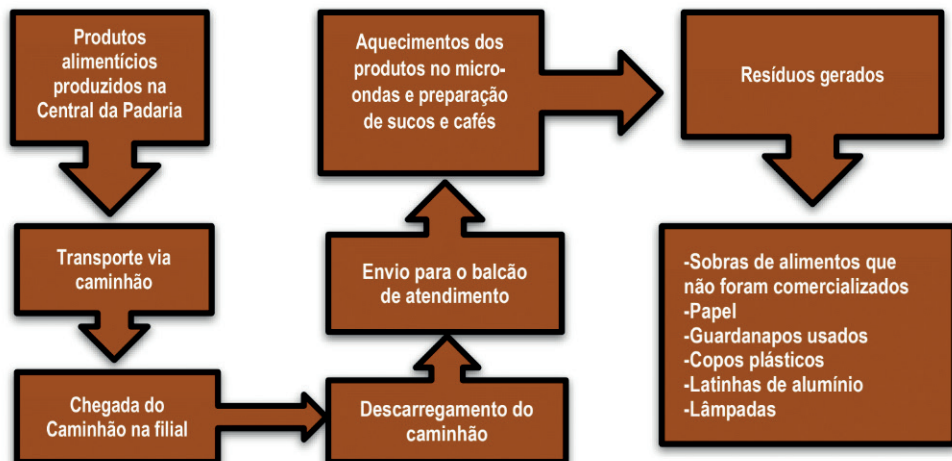 Produtos
alimentícios
produzidos na
Central da Padaria
Transporte via
caminhão
Chegada do
Caminhão na filial
Descarregamento do
caminhão
Envio para o balcão
de atendimento
Aquecimentos dos
produtos no micro-
ondas e preparação
de sucos e cafés
Resíduos gerados
-Sobras de alimentos que
não foram comercializados
-Papel
-Guardanapos usados
-Copos plásticos
-Latinhas de alumínio
-Lâmpadas